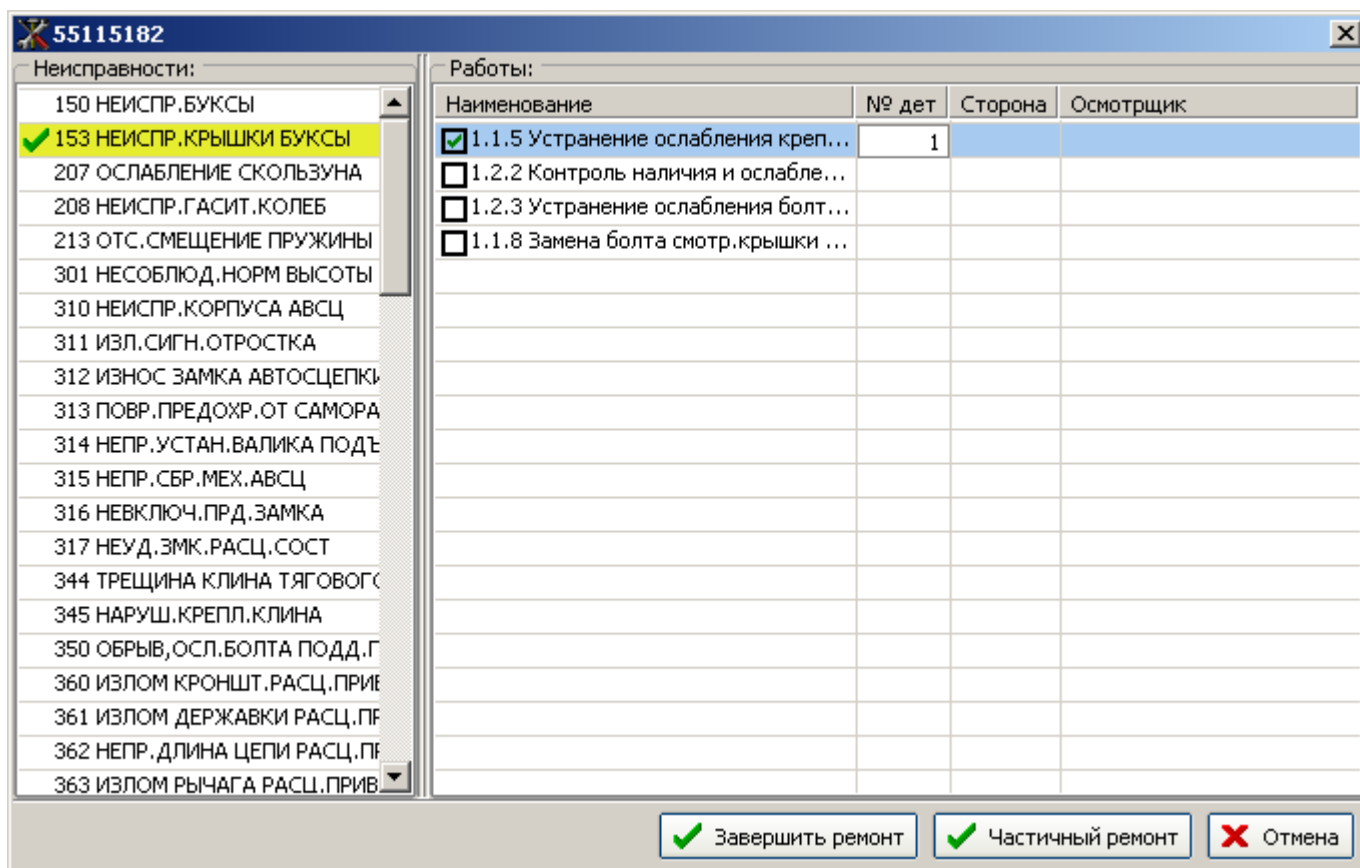 55115182
Неисправности:
150 НЕИСПР.БУКСЫ
153 НЕИСПР.КРЫШКИ БУКСЫ
207 ОСЛАБЛЕНИЕ СКОЛЬЗУНА
208 НЕИСПР.ГАСИТ.КОЛЕБ
213 ОТС.СМЕЩЕНИЕ ПРУЖИНЫ
301 НЕСОБЛЮД.НОРМ ВЫСОТЫ
310 НЕИСПР.КОРПУСА АВСЦ
311 ИЗЛ.СИГН.ОТРОСТКА
312 ИЗНОС ЗАМКА АВТОСЦЕПКИ
313 ПОВР.ПРЕДОХР.ОТ САМОРА
314 НЕПР.УСТАН.ВАЛИКА ПОДЪ
315 НЕПР.СБР.МЕХ.АВСЦ
316 НЕВКЛЮЧ.ПРД.ЗАМКА
317 НЕУД.ЗМК.РАСЦ.СОСТ
344 ТРЕЩИНА КЛИНА ТЯГОВОГО
345 НАРУШ.КРЕПЛ.КЛИНА
350 ОБРЫВ,ОСЛ.БОЛТА ПОДД.П
360 ИЗЛОМ КРОНШТ.РАСЦ.ПРИВ
361 ИЗЛОМ ДЕРЖАВКИ РАСЦ.ПР
362 НЕПР.ДЛИНА ЦЕПИ РАСЦ.ПР
363 ИЗЛОМ РЫЧАГА РАСЦ.ПРИВ
Работы:
Наименование № дет Сторона Осмотрщик
1.1.5 Устранение ослабления креп... 1
1.2.2 Контроль наличия и ослабле...
1.2.3 Устранение ослабления болт...
1.1.8 Замена болта смотр.крышки ...
Завершить ремонт Частичный ремонт Отмена